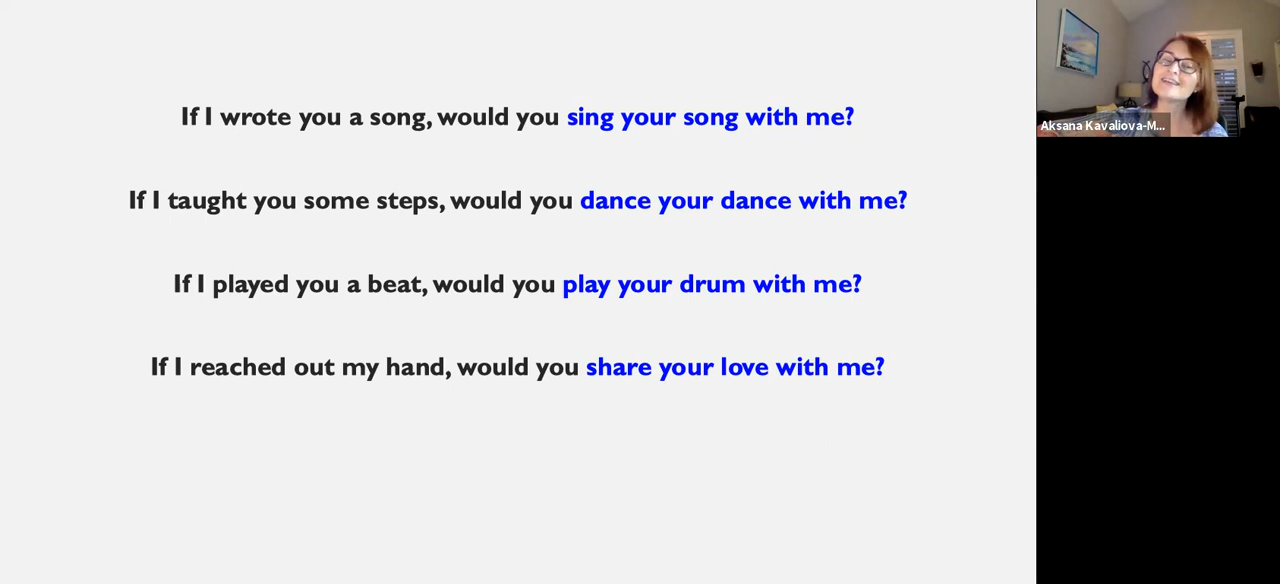 If I wrote you a song, would you sing your song with me?
If I taught you some steps, would you dance your dance with me?
If I played you a beat, would you play your drum with me?
If I reached out my hand, would you share your love with me?
Aksana Kavaliova-M...